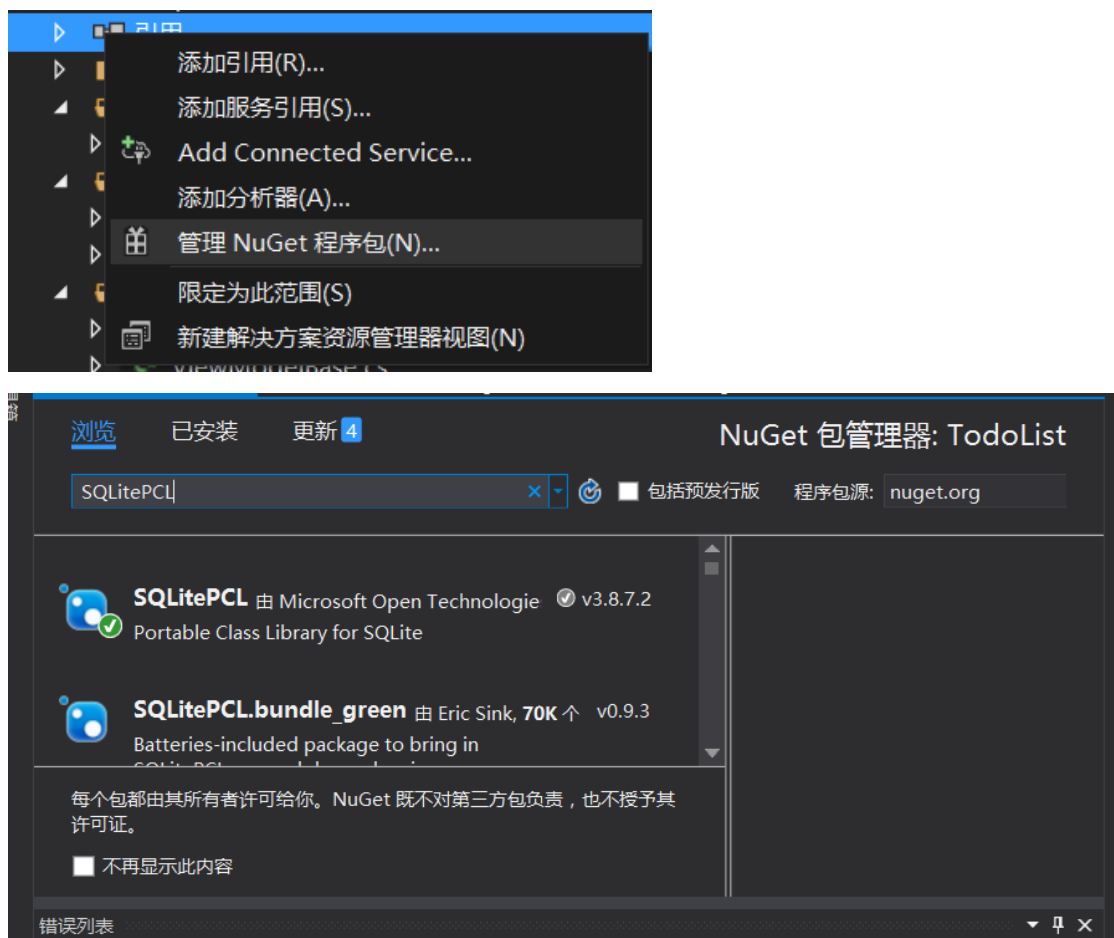 引用
添加引用(R)...
添加服务引用(S)...
Add Connected Service...
添加分析器(A)...
管理 NuGet 程序包(N)...
限定为此范围(S)
新建解决方案资源管理器视图(N)
ViewModelBase.cs
浏览 已安装 更新 4 NuGet 包管理器: TodoList
SQLitePCL 包括预发行版 程序包源: nuget.org
SQLitePCL 由 Microsoft Open Technologie v3.8.7.2
Portable Class Library for SQLite
SQLitePCL.bundle_green 由 Eric Sink, 70K 个 v0.9.3
Batteries-included package to bring in
每个包都由其所有者许可给你。NuGet 既不对第三方包负责，也不授予其
许可证。
不再显示此内容
错误列表